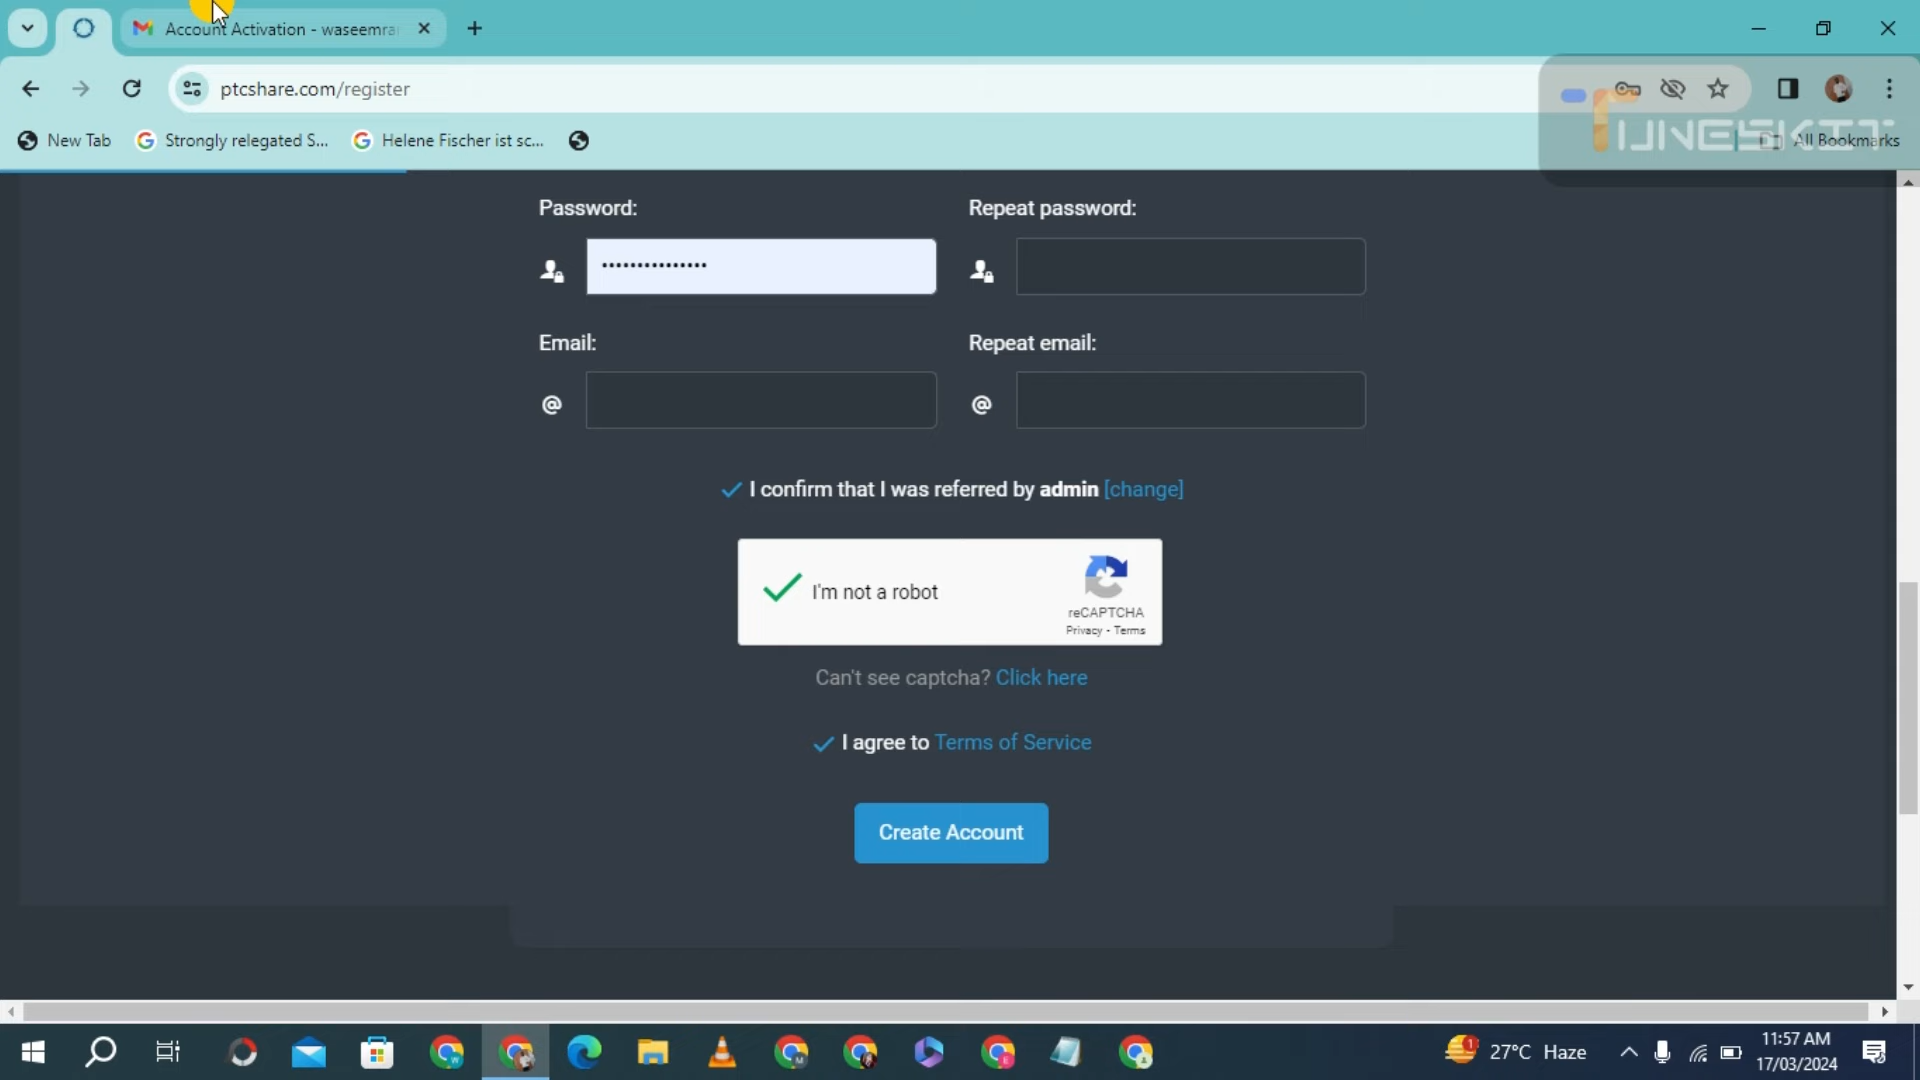 Account Activation - waseemra
ptcshare.com/register
New Tab
Strongly relegated S...
Helene Fischer ist sc...
All Bookmarks
TUNESKIT
Password:
Repeat password:
•••••••••••••••
Email:
Repeat email:
@
@
I confirm that I was referred by admin [change]
I'm not a robot
reCAPTCHA
Privacy - Terms
Can't see captcha? Click here
I agree to Terms of Service
Create Account
27°C Haze
11:57 AM
17/03/2024